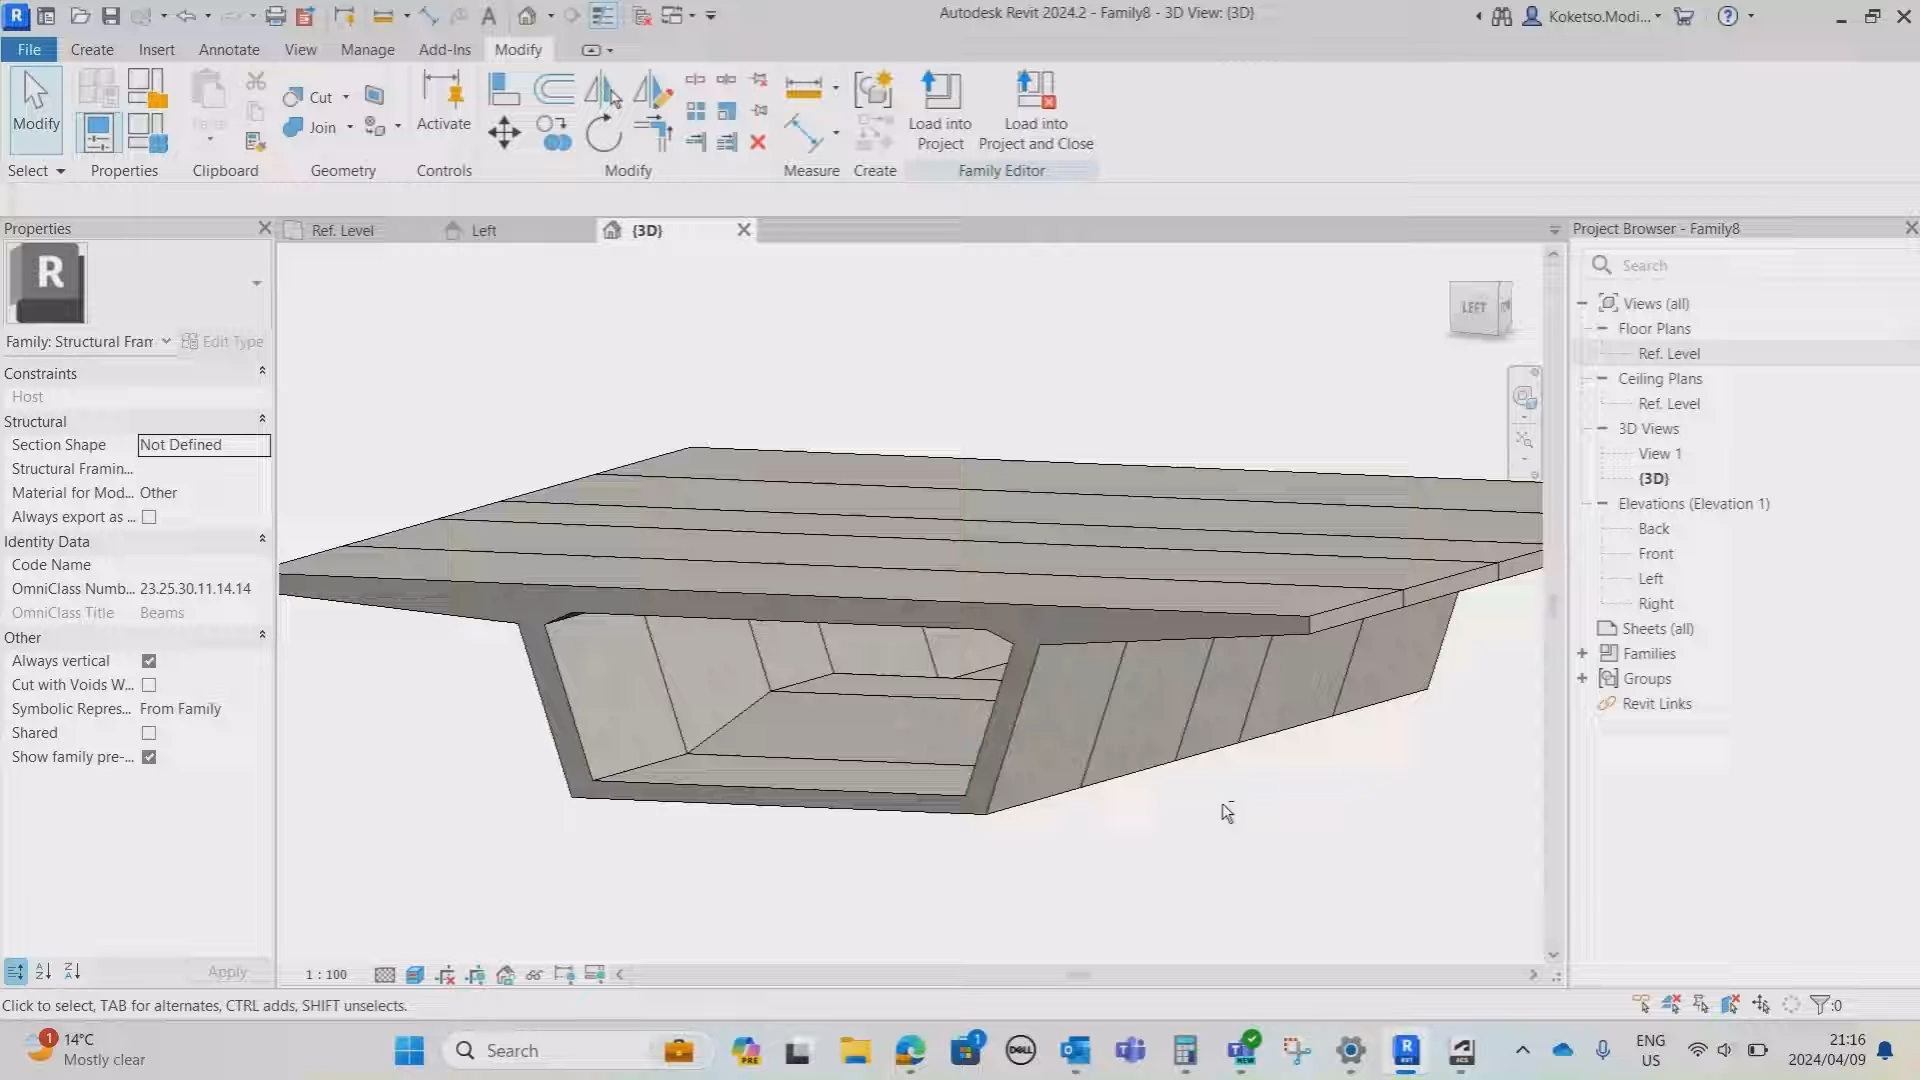 Autodesk Revit 2024.2 - Family8 - 3D View: {3D}
Koketso.Modi...
File Create Insert Annotate View Manage Add-Ins Modify
Modify
Cut
Join
Activate
Load into Project
Load into Project and Close
Select Properties Clipboard Geometry Controls Modify Measure Create Family Editor
Properties
Ref. Level
Left
{3D}
Project Browser - Family8
R
Family: Structural Fram
Edit Type
Constraints
Host
Structural
Section Shape Not Defined
Structural Framin...
Material for Mod... Other
Always export as ...
Identity Data
Code Name
OmniClass Numb... 23.25.30.11.14.14
OmniClass Title Beams
Other
Always vertical
Cut with Voids W...
Symbolic Repres... From Family
Shared
Show family pre-...
Apply
LEFT
Search
Views (all)
Floor Plans
Ref. Level
Ceiling Plans
Ref. Level
3D Views
View 1
{3D}
Elevations (Elevation 1)
Back
Front
Left
Right
Sheets (all)
Families
Groups
Revit Links
1 : 100
Click to select, TAB for alternates, CTRL adds, SHIFT unselects.
:0
1
14°C
Mostly clear
Search
PRE
1
DELL
NEW
R
ENG
US
21:16
2024/04/09